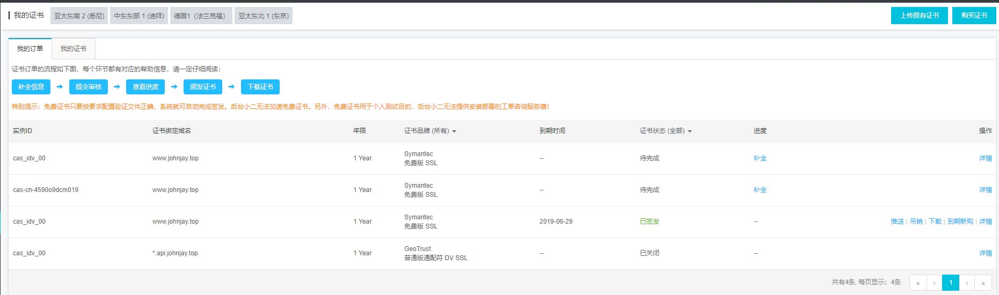 我的证书 亚太东南 2 (悉尼) 中东东部 1 (迪拜) 德国1（法兰克福） 亚太东北 1 (东京) 上传原有证书 购买证书
我的订单 我的证书
证书订单的流程如下图，每个环节都有对应的帮助信息，请一定仔细阅读：
补全信息 提交审核 查看进度 颁发证书 下载证书
特别提示：免费证书只要按要求配置验证文件正确，系统就可自动完成签发。后台小二无法加速免费证书。另外，免费证书用于个人测试目的，后台小二无法提供安装部署的工单咨询服务噢！
实例ID 证书绑定域名 年限 证书品牌 (所有) 到期时间 证书状态 (全部) 进度 操作
cas_idv_00 www.johnjay.top 1 Year Symantec -- 待完成 补全 详情
免费版 SSL
cas-cn-4590o9dcm019 www.johnjay.top 1 Year Symantec -- 待完成 补全 详情
免费版 SSL
cas_idv_00 www.johnjay.top 1 Year Symantec 2019-06-29 已签发 -- 推送 | 吊销 | 下载 | 到期新购 | 详情
免费版 SSL
cas_idv_00 *.api.johnjay.top 1 Year GeoTrust -- 已关闭 -- 详情
普通版通配符 DV SSL
共有4条, 每页显示：4条 « ‹ 1 › »